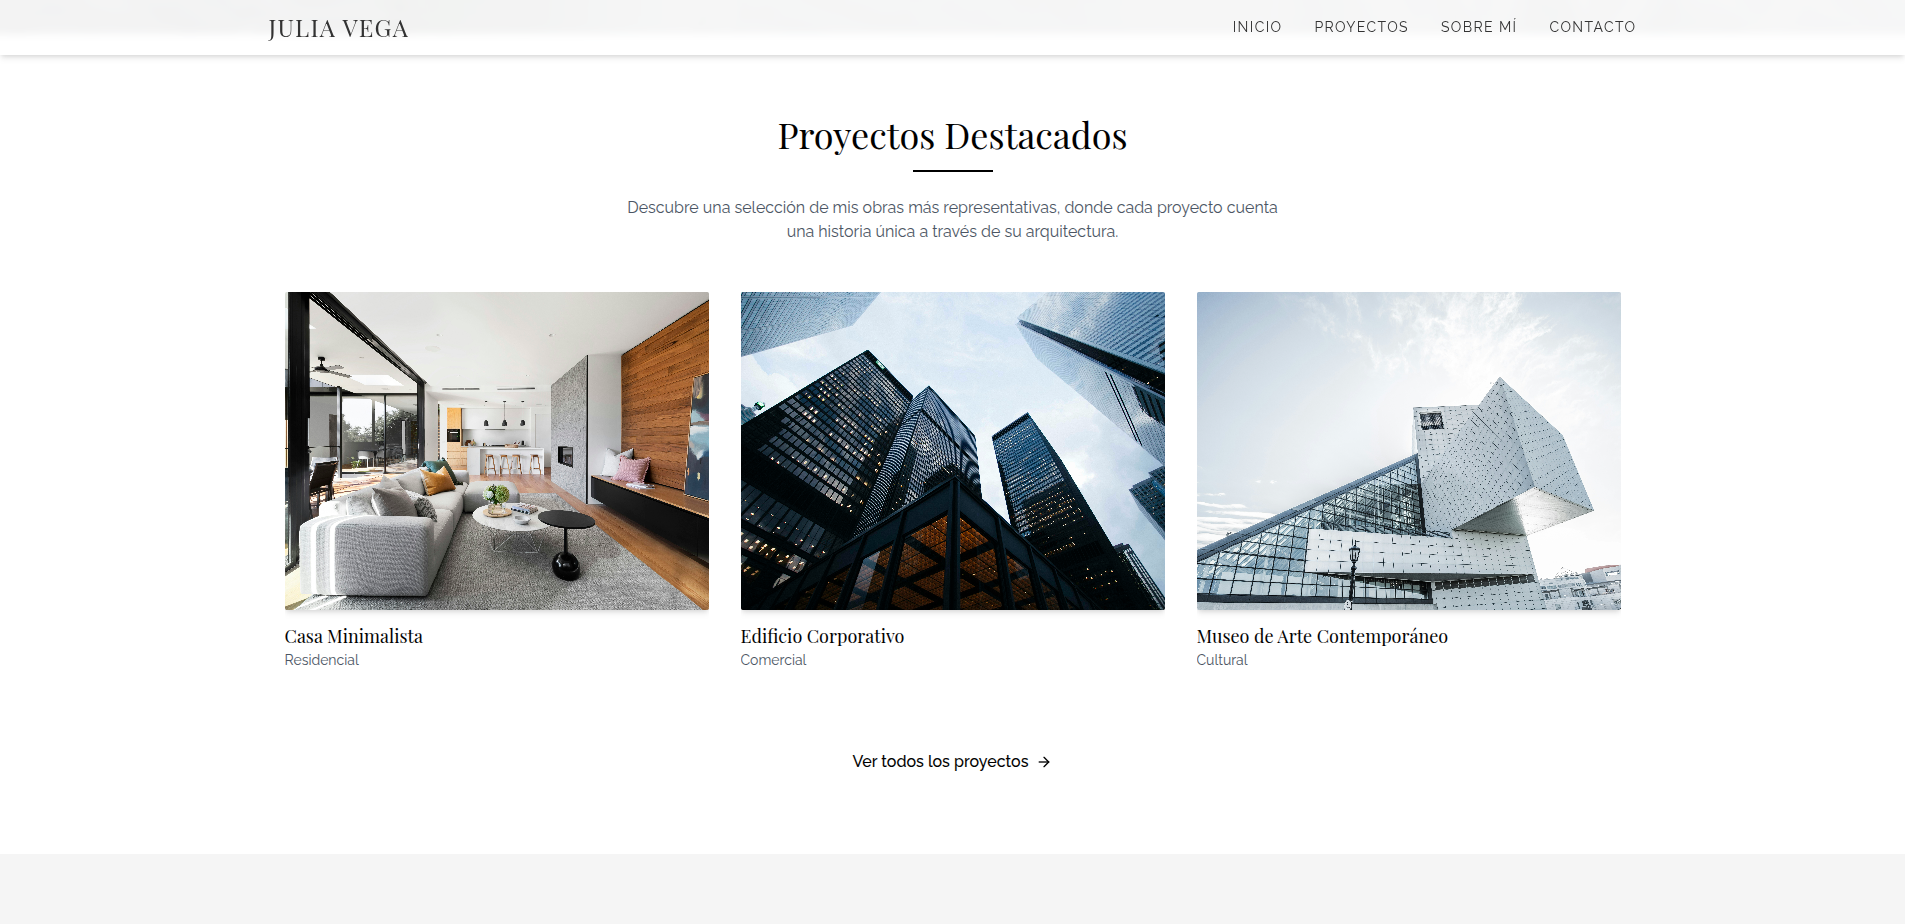 JULIA VEGA
INICIO PROYECTOS SOBRE MÍ CONTACTO
Proyectos Destacados
Descubre una selección de mis obras más representativas, donde cada proyecto cuenta
una historia única a través de su arquitectura.
Casa Minimalista
Residencial
Edificio Corporativo
Comercial
Museo de Arte Contemporáneo
Cultural
Ver todos los proyectos →